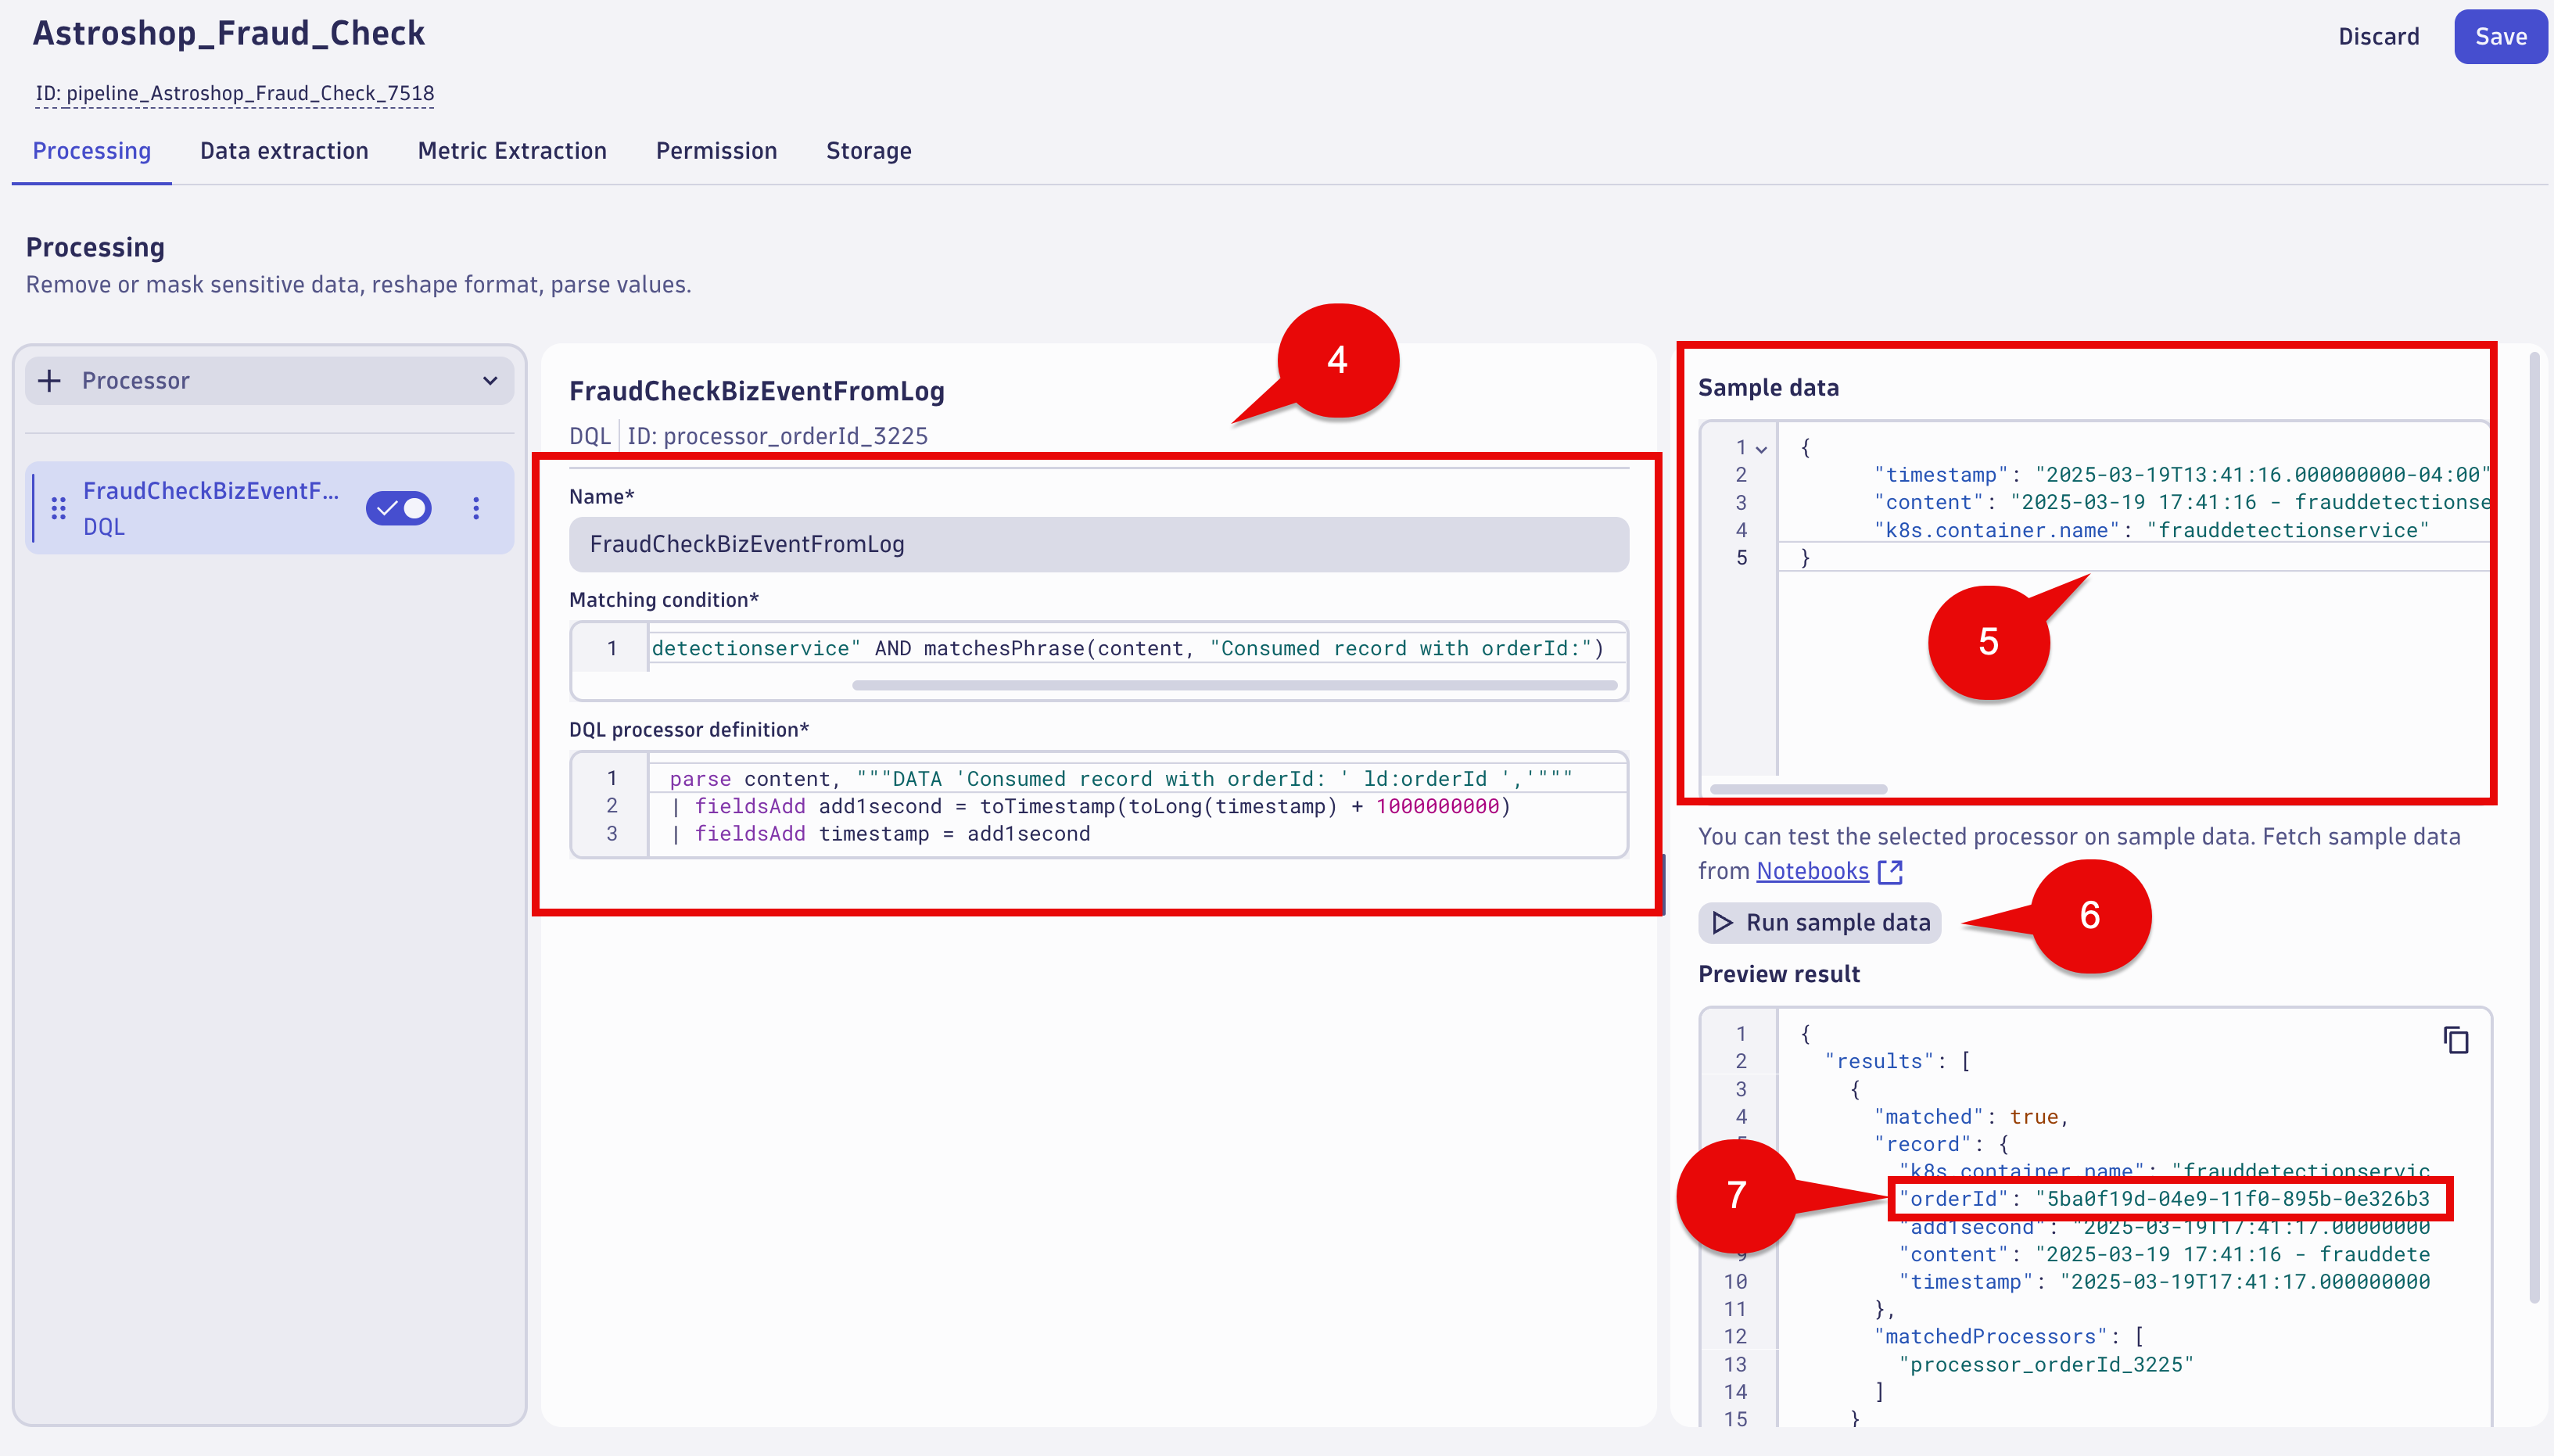 Astroshop_Fraud_Check
Discard
Save
ID: pipeline_Astroshop_Fraud_Check_7518
Processing
Data extraction
Metric Extraction
Permission
Storage
Processing
Remove or mask sensitive data, reshape format, parse values.
Processor
FraudCheckBizEventF...
DQL
4
FraudCheckBizEventFromLog
DQL | ID: processor_orderId_3225
Name*
FraudCheckBizEventFromLog
Matching condition*
1 detectionservice" AND matchesPhrase(content, "Consumed record with orderId:")
DQL processor definition*
1 parse content, """DATA 'Consumed record with orderId: ' ld:orderId ','"""
2 | fieldsAdd add1second = toTimestamp(toLong(timestamp) + 1000000000)
3 | fieldsAdd timestamp = add1second
Sample data
1 {
2 "timestamp": "2025-03-19T13:41:16.000000000-04:00"
3 "content": "2025-03-19 17:41:16 - frauddetectionse
4 "k8s.container.name": "frauddetectionservice"
5 }
5
You can test the selected processor on sample data. Fetch sample data
from Notebooks
Run sample data
6
Preview result
1 {
2 "results": [
3 {
4 "matched": true,
"record": {
"k8s.container.name": "frauddetectionservic
7
"orderId": "5ba0f19d-04e9-11f0-895b-0e326b3
"add1second": "2025-03-19T17:41:17.00000000
9 "content": "2025-03-19 17:41:16 - frauddete
10 "timestamp": "2025-03-19T17:41:17.000000000
11 },
12 "matchedProcessors": [
13 "processor_orderId_3225"
14 ]
15 }